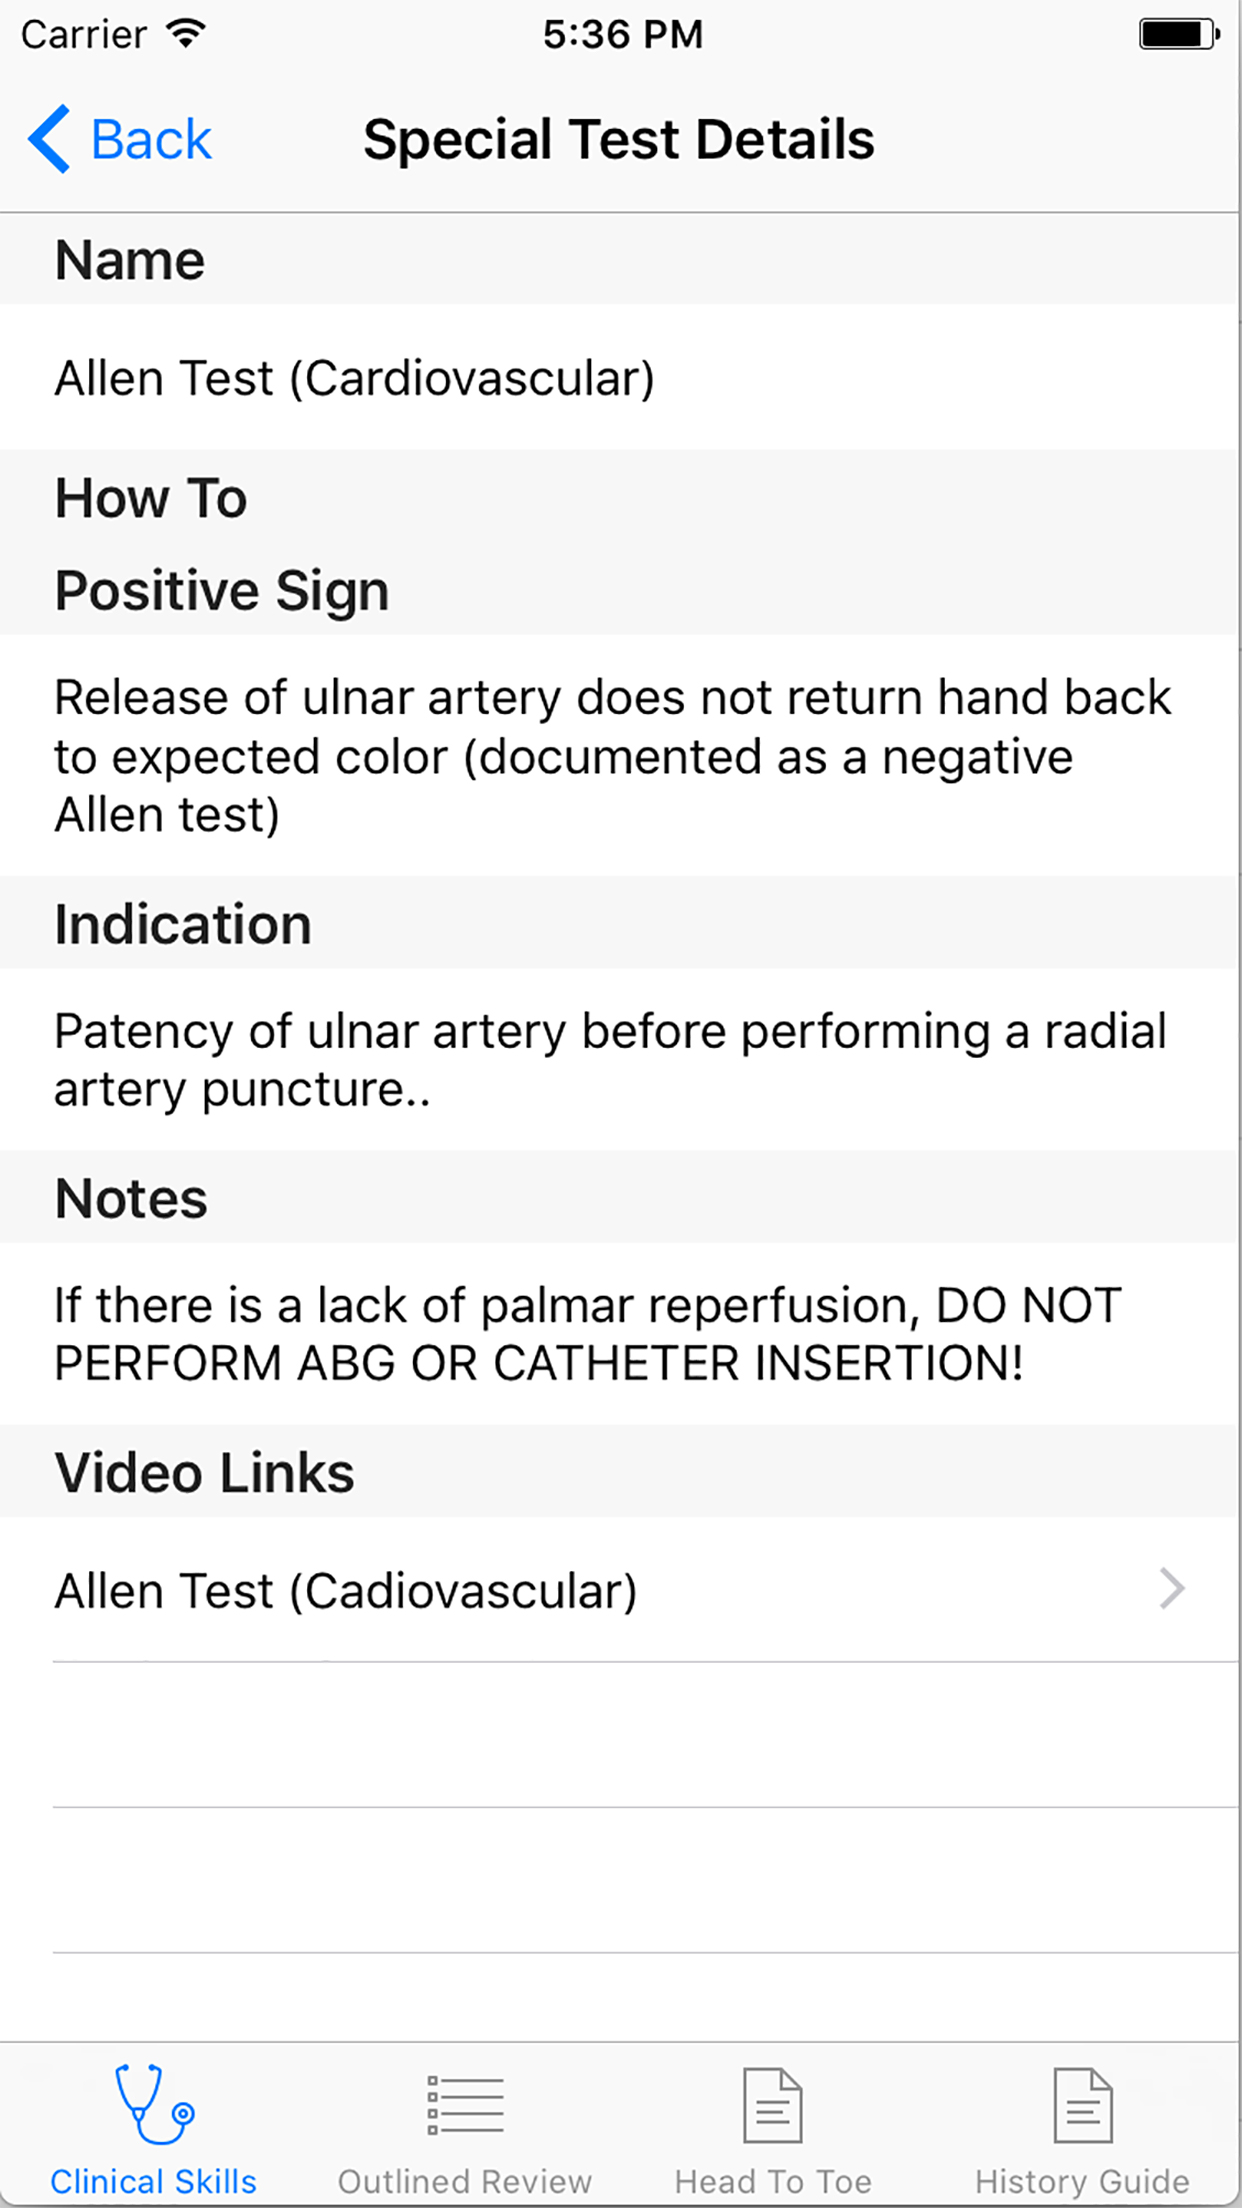 Carrier 5:36 PM
Back Special Test Details
Name
Allen Test (Cardiovascular)
How To
Positive Sign
Release of ulnar artery does not return hand back
to expected color (documented as a negative
Allen test)
Indication
Patency of ulnar artery before performing a radial
artery puncture..
Notes
If there is a lack of palmar reperfusion, DO NOT
PERFORM ABG OR CATHETER INSERTION!
Video Links
Allen Test (Cadiovascular)
Clinical Skills Outlined Review Head To Toe History Guide